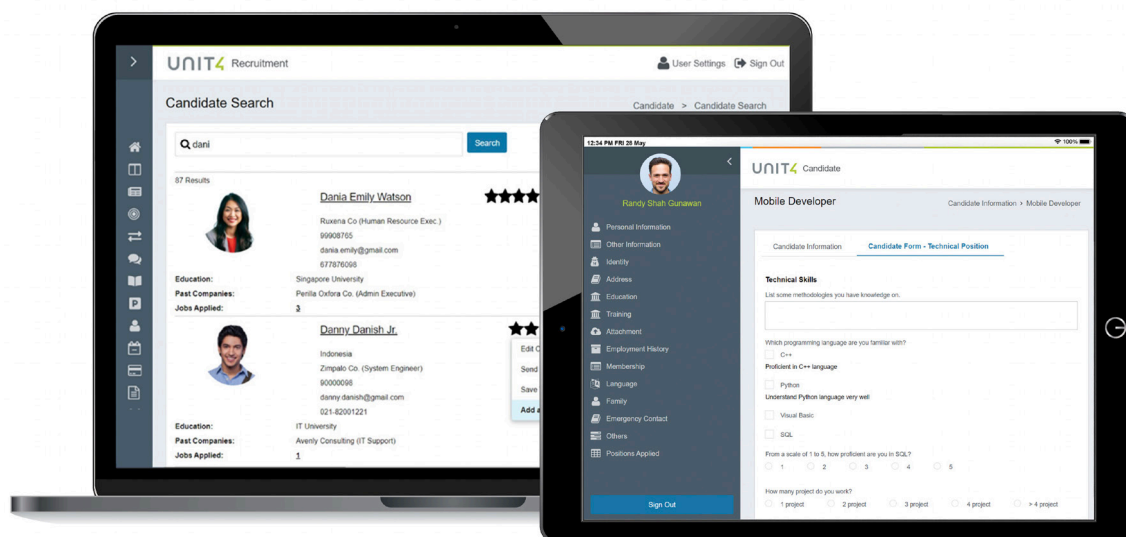 UNIT4 Recruitment
User Settings
Sign Out
Candidate Search
Candidate > Candidate Search
dani
Search
87 Results
Dania Emily Watson
Ruxena Co (Human Resource Exec.)
99908765
dania.emily@gmail.com
677876098
Education:
Singapore University
Past Companies:
Perilla Oxfora Co. (Admin Executive)
Jobs Applied:
3
Danny Danish Jr.
Indonesia
Zimpalo Co. (System Engineer)
90000098
danny.danish@gmail.com
021-82001221
Education:
IT University
Past Companies:
Avenly Consulting (IT Support)
Jobs Applied:
1
Edit
Send
Save
Add
12:34 PM FRI 26 May
100%
Randy Shah Gunawan
Personal Information
Other Information
Identity
Address
Education
Training
Attachment
Employment History
Membership
Language
Family
Emergency Contact
Others
Positions Applied
Sign Out
UNIT4 Candidate
Mobile Developer
Candidate Information > Mobile Developer
Candidate Information
Candidate Form - Technical Position
Technical Skills
List some methodologies you have knowledge on.
Which programming language are you familiar with?
C++
Proficient in C++ language
Python
Understand Python language very well
Visual Basic
SQL
From a scale of 1 to 5, how proficient are you in SQL?
1 2 3 4 5
How many project do you work?
1 project 2 project 3 project 4 project > 4 project